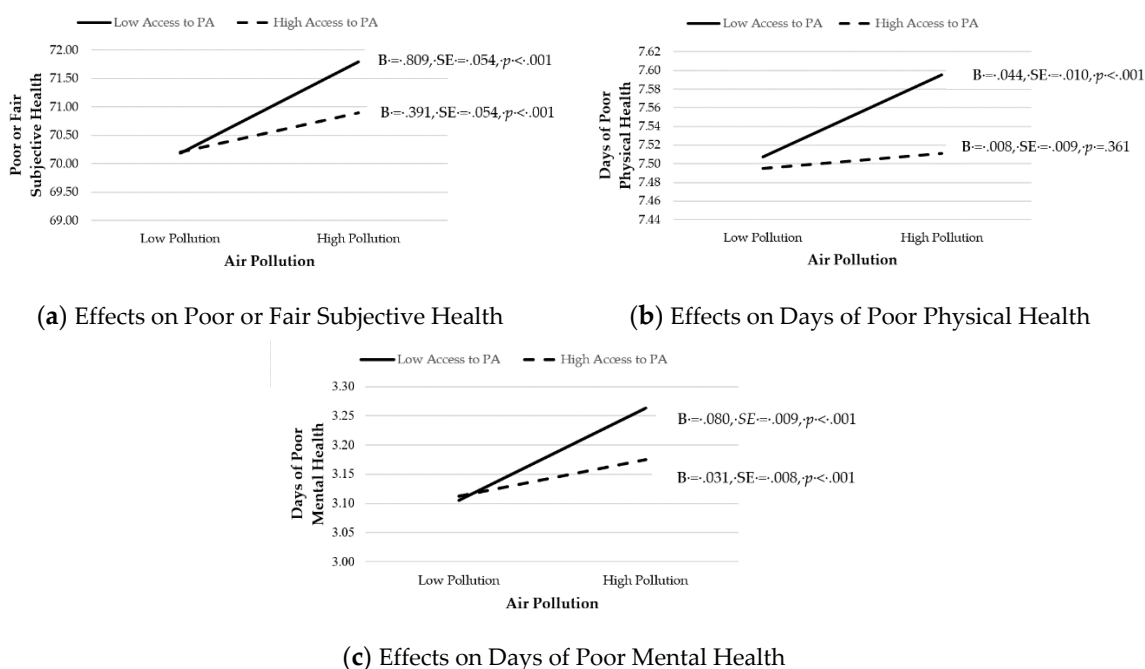 Low Access to PA High Access to PA
72.00
71.50
71.00
70.50
70.00
69.50
69.00
Poor or Fair
Subjective Health
B·=·.809,·SE·=·.054,·p·<·.001
B·=·.391,·SE·=·.054,·p·<·.001
Low Pollution High Pollution
Air Pollution
(a) Effects on Poor or Fair Subjective Health
Low Access to PA High Access to PA
7.62
7.60
7.58
7.56
7.54
7.52
7.50
7.48
7.46
7.44
Days of Poor
Physical Health
B·=·.044,·SE·=·.010,·p·<·.001
B·=·.008,·SE·=·.009,·p·=.361
Low Pollution High Pollution
Air Pollution
(b) Effects on Days of Poor Physical Health
Low Access to PA High Access to PA
3.30
3.25
3.20
3.15
3.10
3.05
3.00
Days of Poor
Mental Health
B·=·.080,·SE·=·.009,·p·<·.001
B·=·.031,·SE·=·.008,·p·<·.001
Low Pollution High Pollution
Air Pollution
(c) Effects on Days of Poor Mental Health